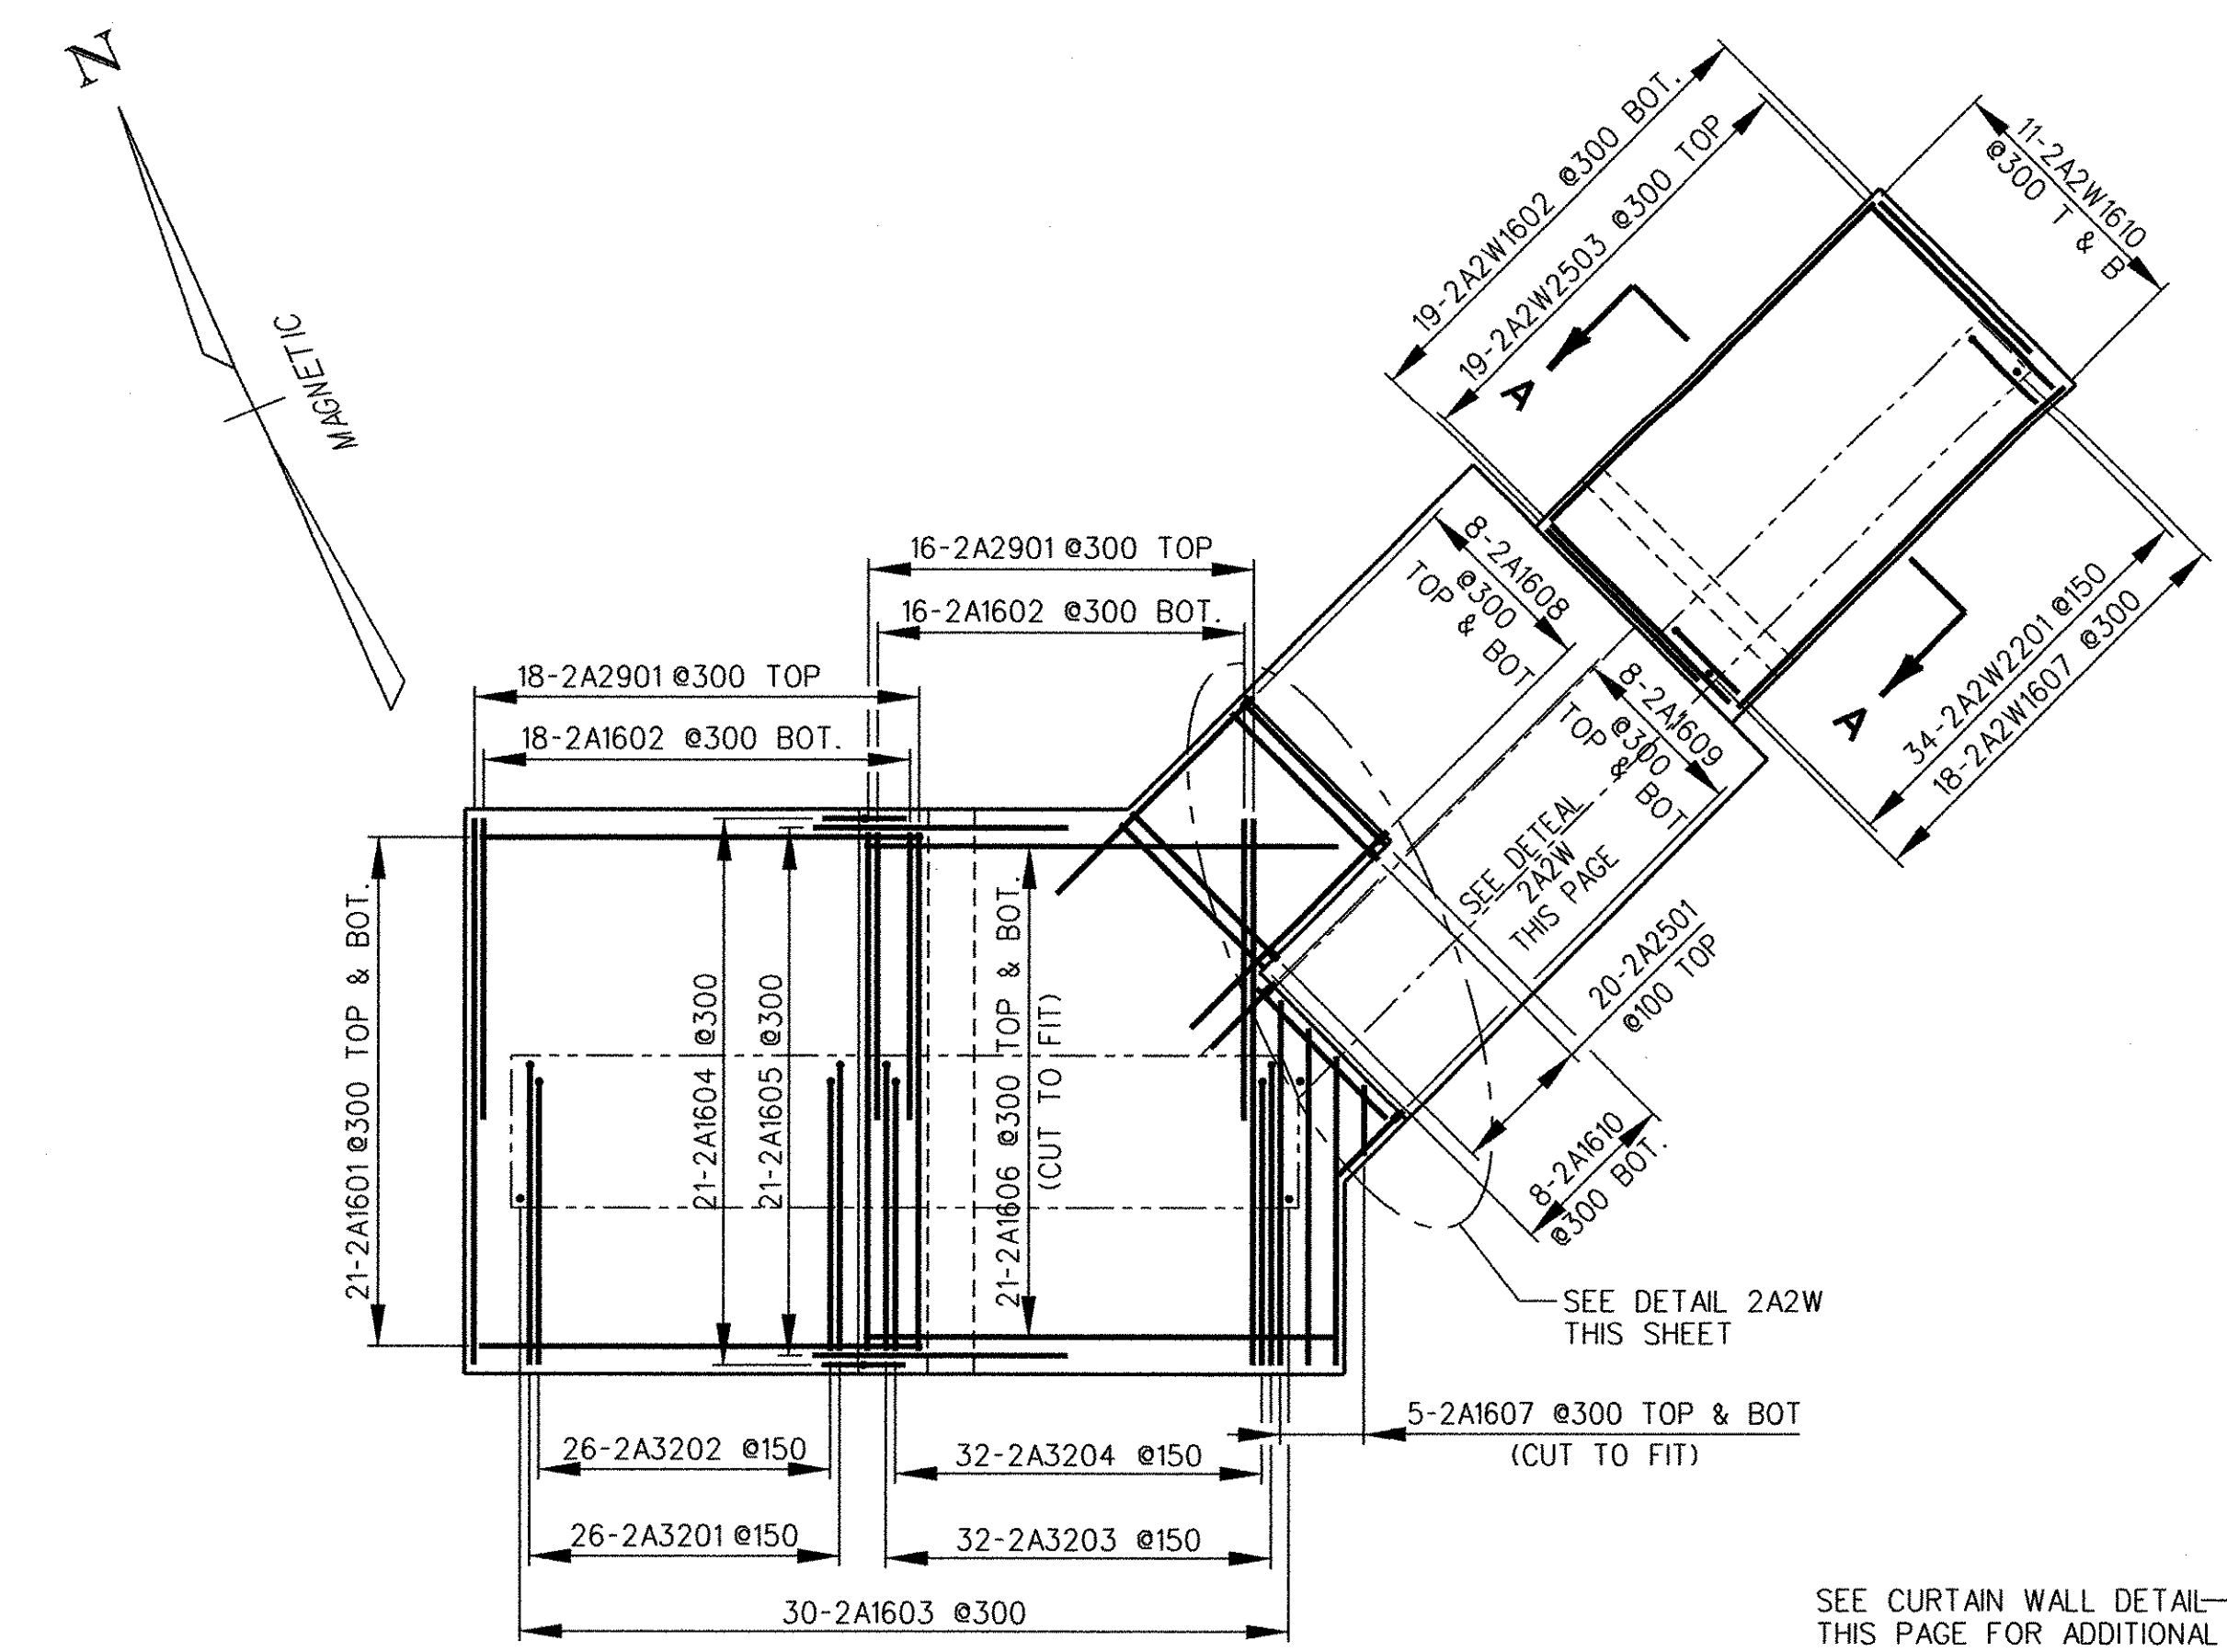 N
MAGNETIC
19-2A2W1602 @300 BOT.
19-2A2W2503 @300 TOP
11-2A2W1610
@300 T & B
A
A
34-2A2W2201 @150
18-2A2W1607 @300
8-2A1608
@300
TOP & BOT
8-2A1609
@300
TOP & BOT
SEE DETEAL
2A2W
THIS PAGE
16-2A2901 @300 TOP
16-2A1602 @300 BOT.
18-2A2901 @300 TOP
18-2A1602 @300 BOT.
21-2A1601 @300 TOP & BOT.
21-2A1604 @300
21-2A1605 @300
21-2A1606 @300 TOP & BOT.
(CUT TO FIT)
20-2A2501
@100 TOP
8-2A1610
@300 BOT.
SEE DETAIL 2A2W
THIS SHEET
5-2A1607 @300 TOP & BOT
(CUT TO FIT)
26-2A3202 @150
32-2A3204 @150
26-2A3201 @150
32-2A3203 @150
30-2A1603 @300
SEE CURTAIN WALL DETAIL
THIS PAGE FOR ADDITIONAL